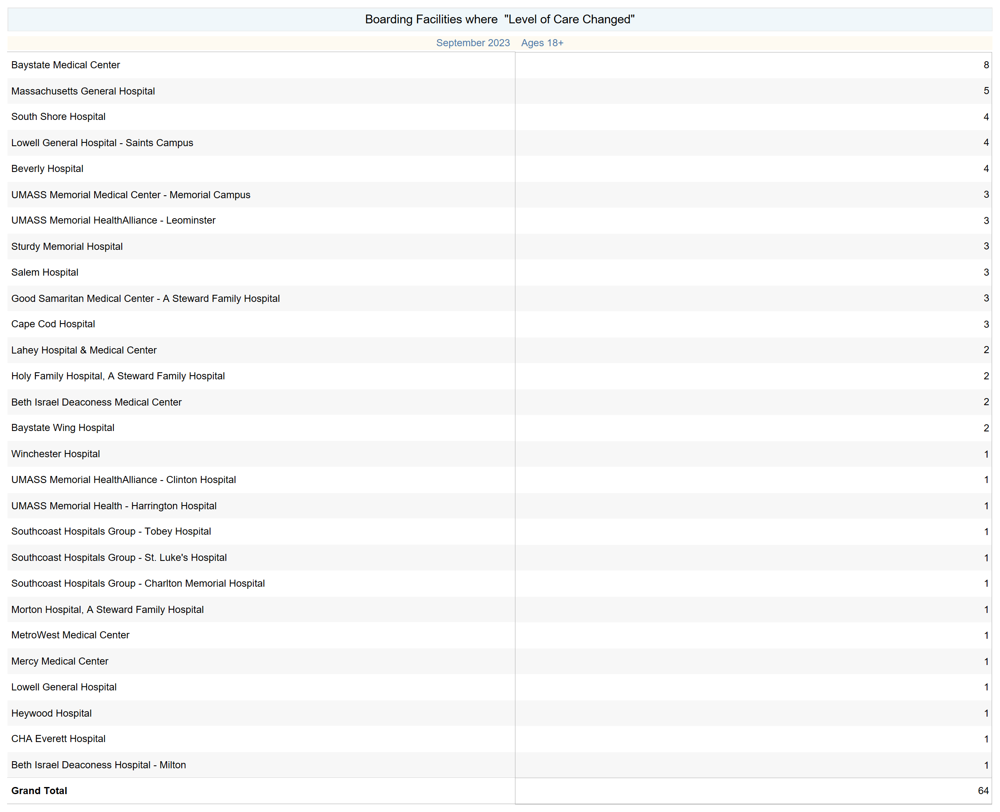 Boarding Facilities where "Level of Care Changed"
September 2023 Ages 18+
Baystate Medical Center 8
Massachusetts General Hospital 5
South Shore Hospital 4
Lowell General Hospital - Saints Campus 4
Beverly Hospital 4
UMASS Memorial Medical Center - Memorial Campus 3
UMASS Memorial HealthAlliance - Leominster 3
Sturdy Memorial Hospital 3
Salem Hospital 3
Good Samaritan Medical Center - A Steward Family Hospital 3
Cape Cod Hospital 3
Lahey Hospital & Medical Center 2
Holy Family Hospital, A Steward Family Hospital 2
Beth Israel Deaconess Medical Center 2
Baystate Wing Hospital 2
Winchester Hospital 1
UMASS Memorial HealthAlliance - Clinton Hospital 1
UMASS Memorial Health - Harrington Hospital 1
Southcoast Hospitals Group - Tobey Hospital 1
Southcoast Hospitals Group - St. Luke's Hospital 1
Southcoast Hospitals Group - Charlton Memorial Hospital 1
Morton Hospital, A Steward Family Hospital 1
MetroWest Medical Center 1
Mercy Medical Center 1
Lowell General Hospital 1
Heywood Hospital 1
CHA Everett Hospital 1
Beth Israel Deaconess Hospital - Milton 1
Grand Total 64